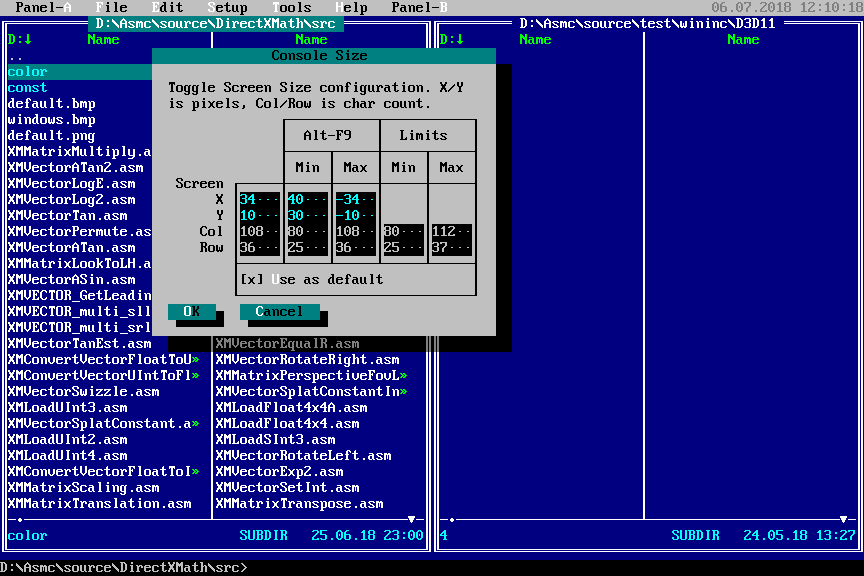 Panel-A File Edit Setup Tools Help Panel-B 06.07.2018 12:10:18
D:\Asmc\source\DirectXMath\src D:\Asmc\source\test\wininc\D3D11
D:↓ Name Name D:↓ Name Name
..
color
const
default.bmp
windows.bmp
default.png
XMMatrixMultiply.a
XMVectorATan2.asm
XMVectorLogE.asm
XMVectorLog2.asm
XMVectorTan.asm
XMVectorPermute.as
XMVectorATan.asm
XMMatrixLookToLH.a
XMVectorASin.asm
XMVECTOR_GetLeadin
XMVECTOR_multi_sll
XMVECTOR_multi_srl
XMVectorTanEst.asm XMVectorEqualR.asm
XMConvertVectorFloatToU» XMVectorRotateRight.asm
XMConvertVectorUIntToFl» XMMatrixPerspectiveFovL»
XMVectorSwizzle.asm XMVectorSplatConstantIn»
XMLoadUInt3.asm XMLoadFloat4x4A.asm
XMVectorSplatConstant.a» XMLoadFloat4x4.asm
XMLoadUInt2.asm XMLoadSInt3.asm
XMLoadUInt4.asm XMVectorRotateLeft.asm
XMConvertVectorFloatToI» XMVectorExp2.asm
XMMatrixScaling.asm XMVectorSetInt.asm
XMMatrixTranslation.asm XMMatrixTranspose.asm
color SUBDIR 25.06.18 23:00 4 SUBDIR 24.05.18 13:27
D:\Asmc\source\DirectXMath\src>
Console Size
Toggle Screen Size configuration. X/Y
is pixels, Col/Row is char count.
Alt-F9 Limits
Min Max Min Max
Screen
X 34·· 40··· -34··
Y 10·· 30··· -10··
Col 108·· 80··· 108·· 80··· 112··
Row 36··· 25··· 36··· 25··· 37···
[x] Use as default
OK Cancel